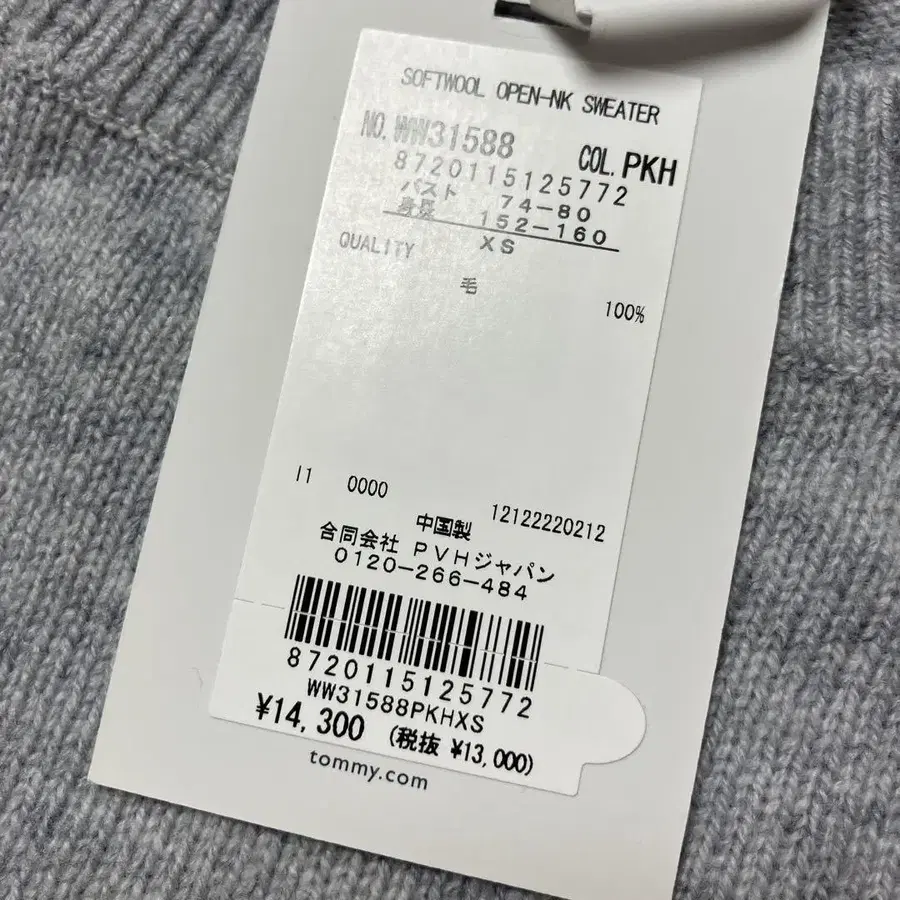 SOFTWOOL OPEN-NK SWEATER
NO. WW31588 COL. PKH
8720115125772
バスト 74-80
身長 152-160
XS
QUALITY
毛 100%
I1 0000 12122220212
中国製
合同会社 PVHジャパン
0120-266-484
8720115125772
WW31588PKHXS
¥14,300 (税抜 ¥13,000)
tommy.com